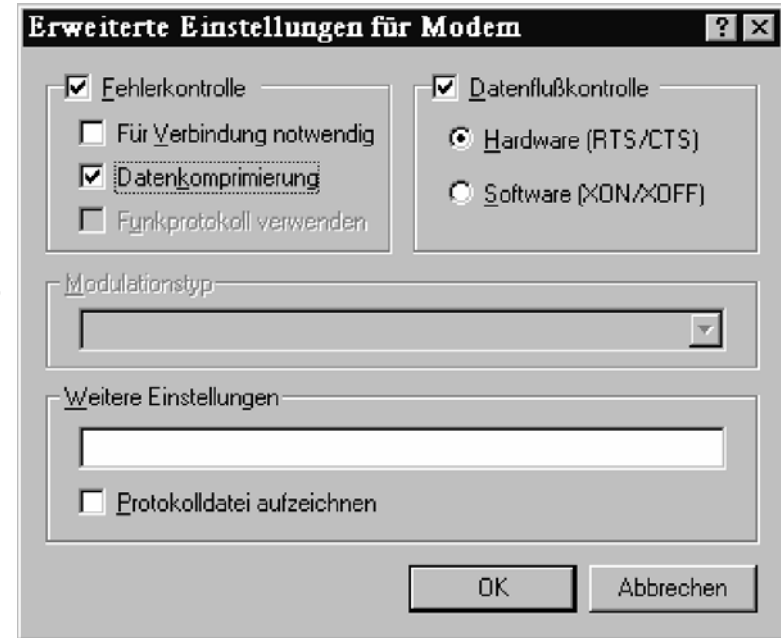 Erweiterte Einstellungen für Modem
Fehlerkontrolle
Für Verbindung notwendig
Datenkomprimierung
Funkprotokoll verwenden
Datenflußkontrolle
Hardware (RTS/CTS)
Software (XON/XOFF)
Modulationstyp
Weitere Einstellungen
Protokolldatei aufzeichnen
OK
Abbrechen